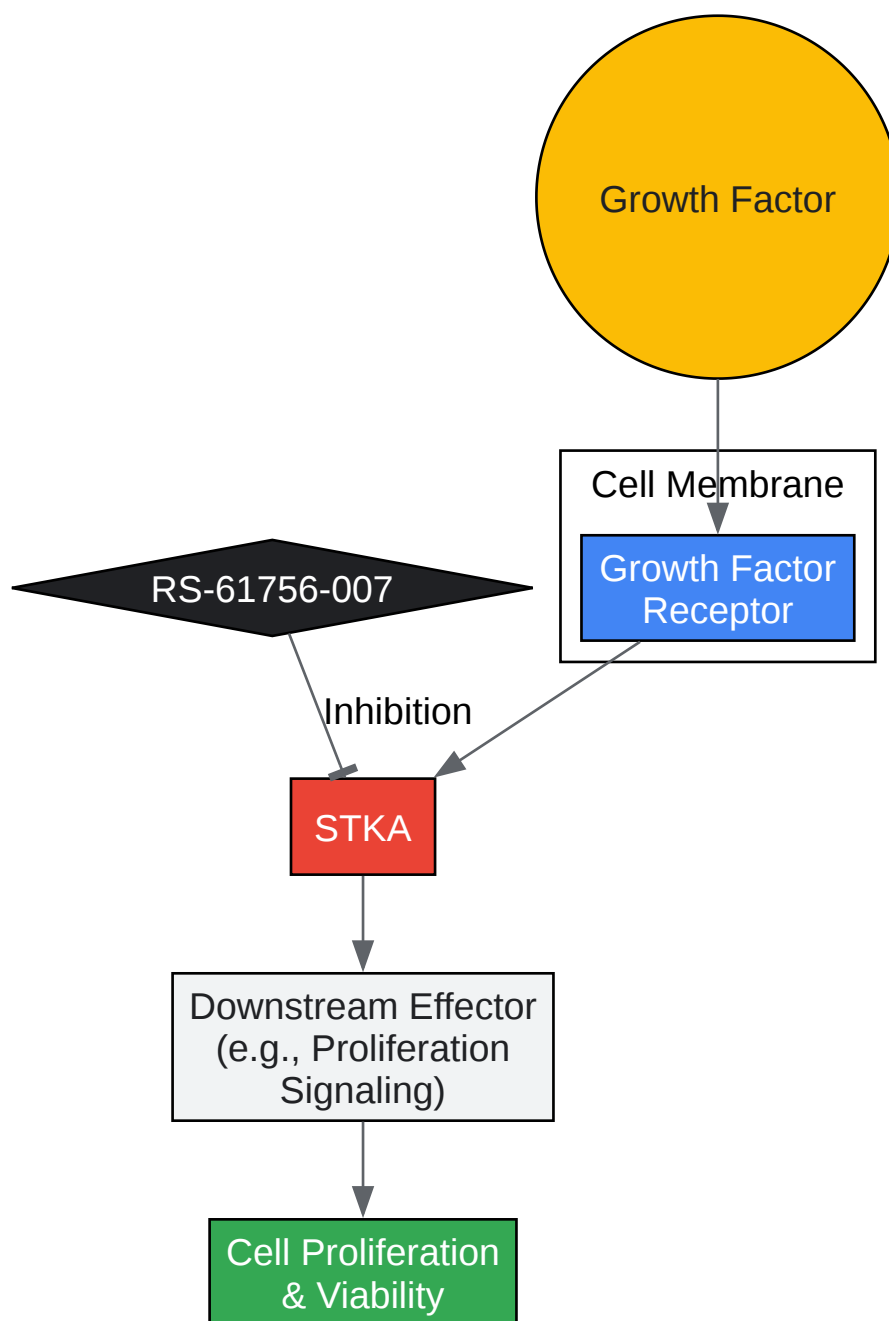 Growth Factor
Cell Membrane
Growth Factor
Receptor
RS-61756-007
Inhibition
STKA
Downstream Effector
(e.g., Proliferation
Signaling)
Cell Proliferation
& Viability